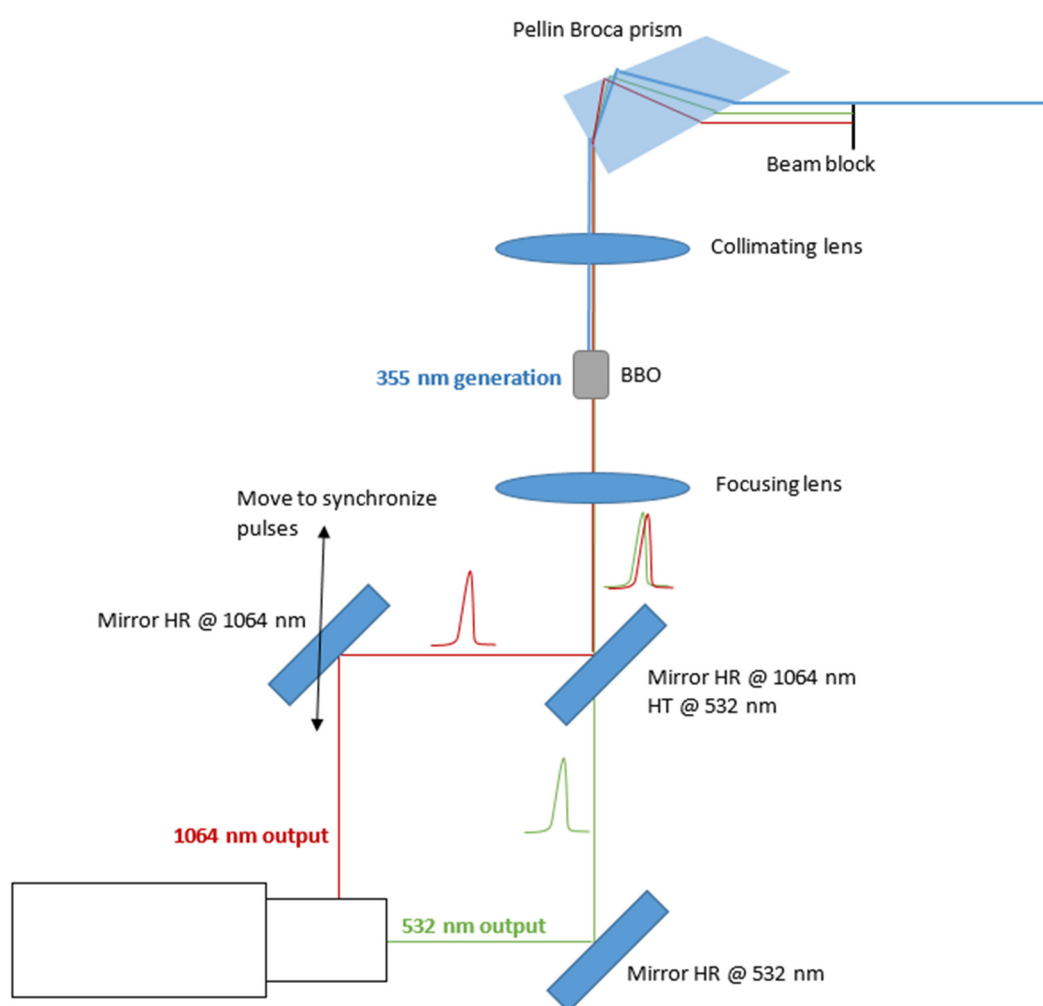 Pellin Broca prism
Beam block
Collimating lens
355 nm generation
BBO
Focusing lens
Move to synchronize
pulses
Mirror HR @ 1064 nm
Mirror HR @ 1064 nm
HT @ 532 nm
1064 nm output
532 nm output
Mirror HR @ 532 nm